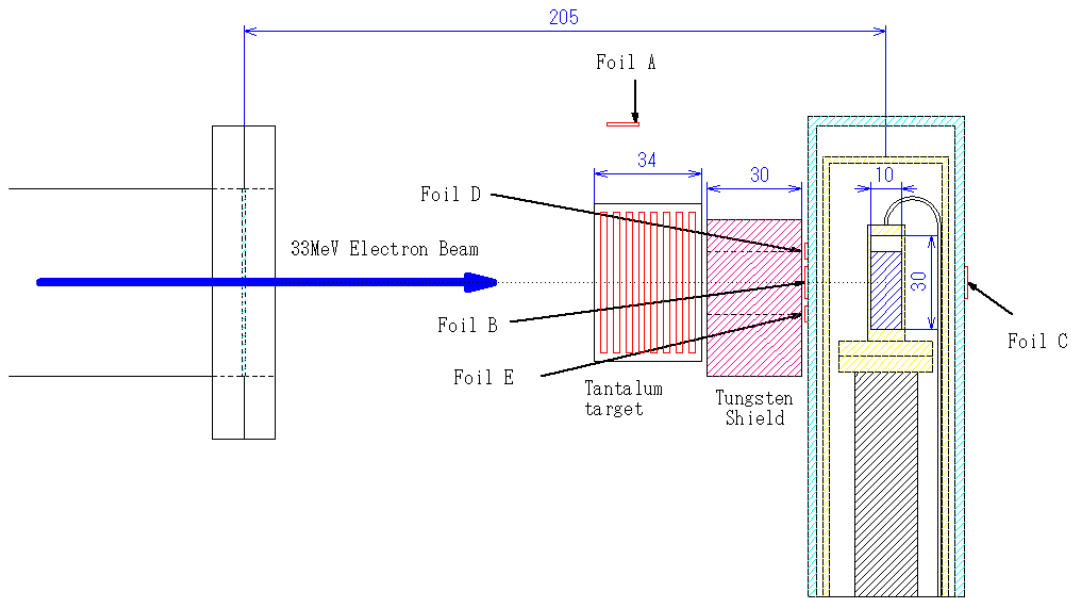 205
Foil A
34
30
10
Foil D
33MeV Electron Beam
30
Foil B
Foil C
Foil E
Tantalum
target
Tungsten
Shield